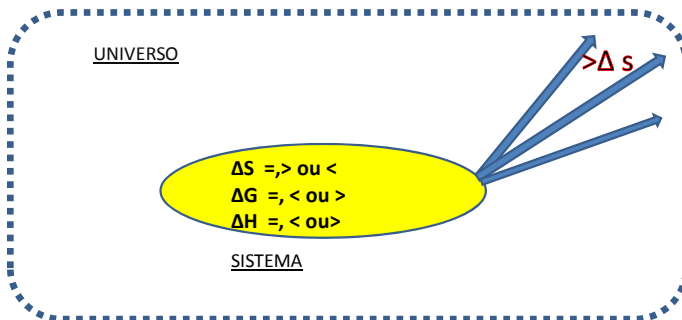 UNIVERSO
>Δ s
ΔS =,> ou <
ΔG =, < ou >
ΔH =, < ou>
SISTEMA